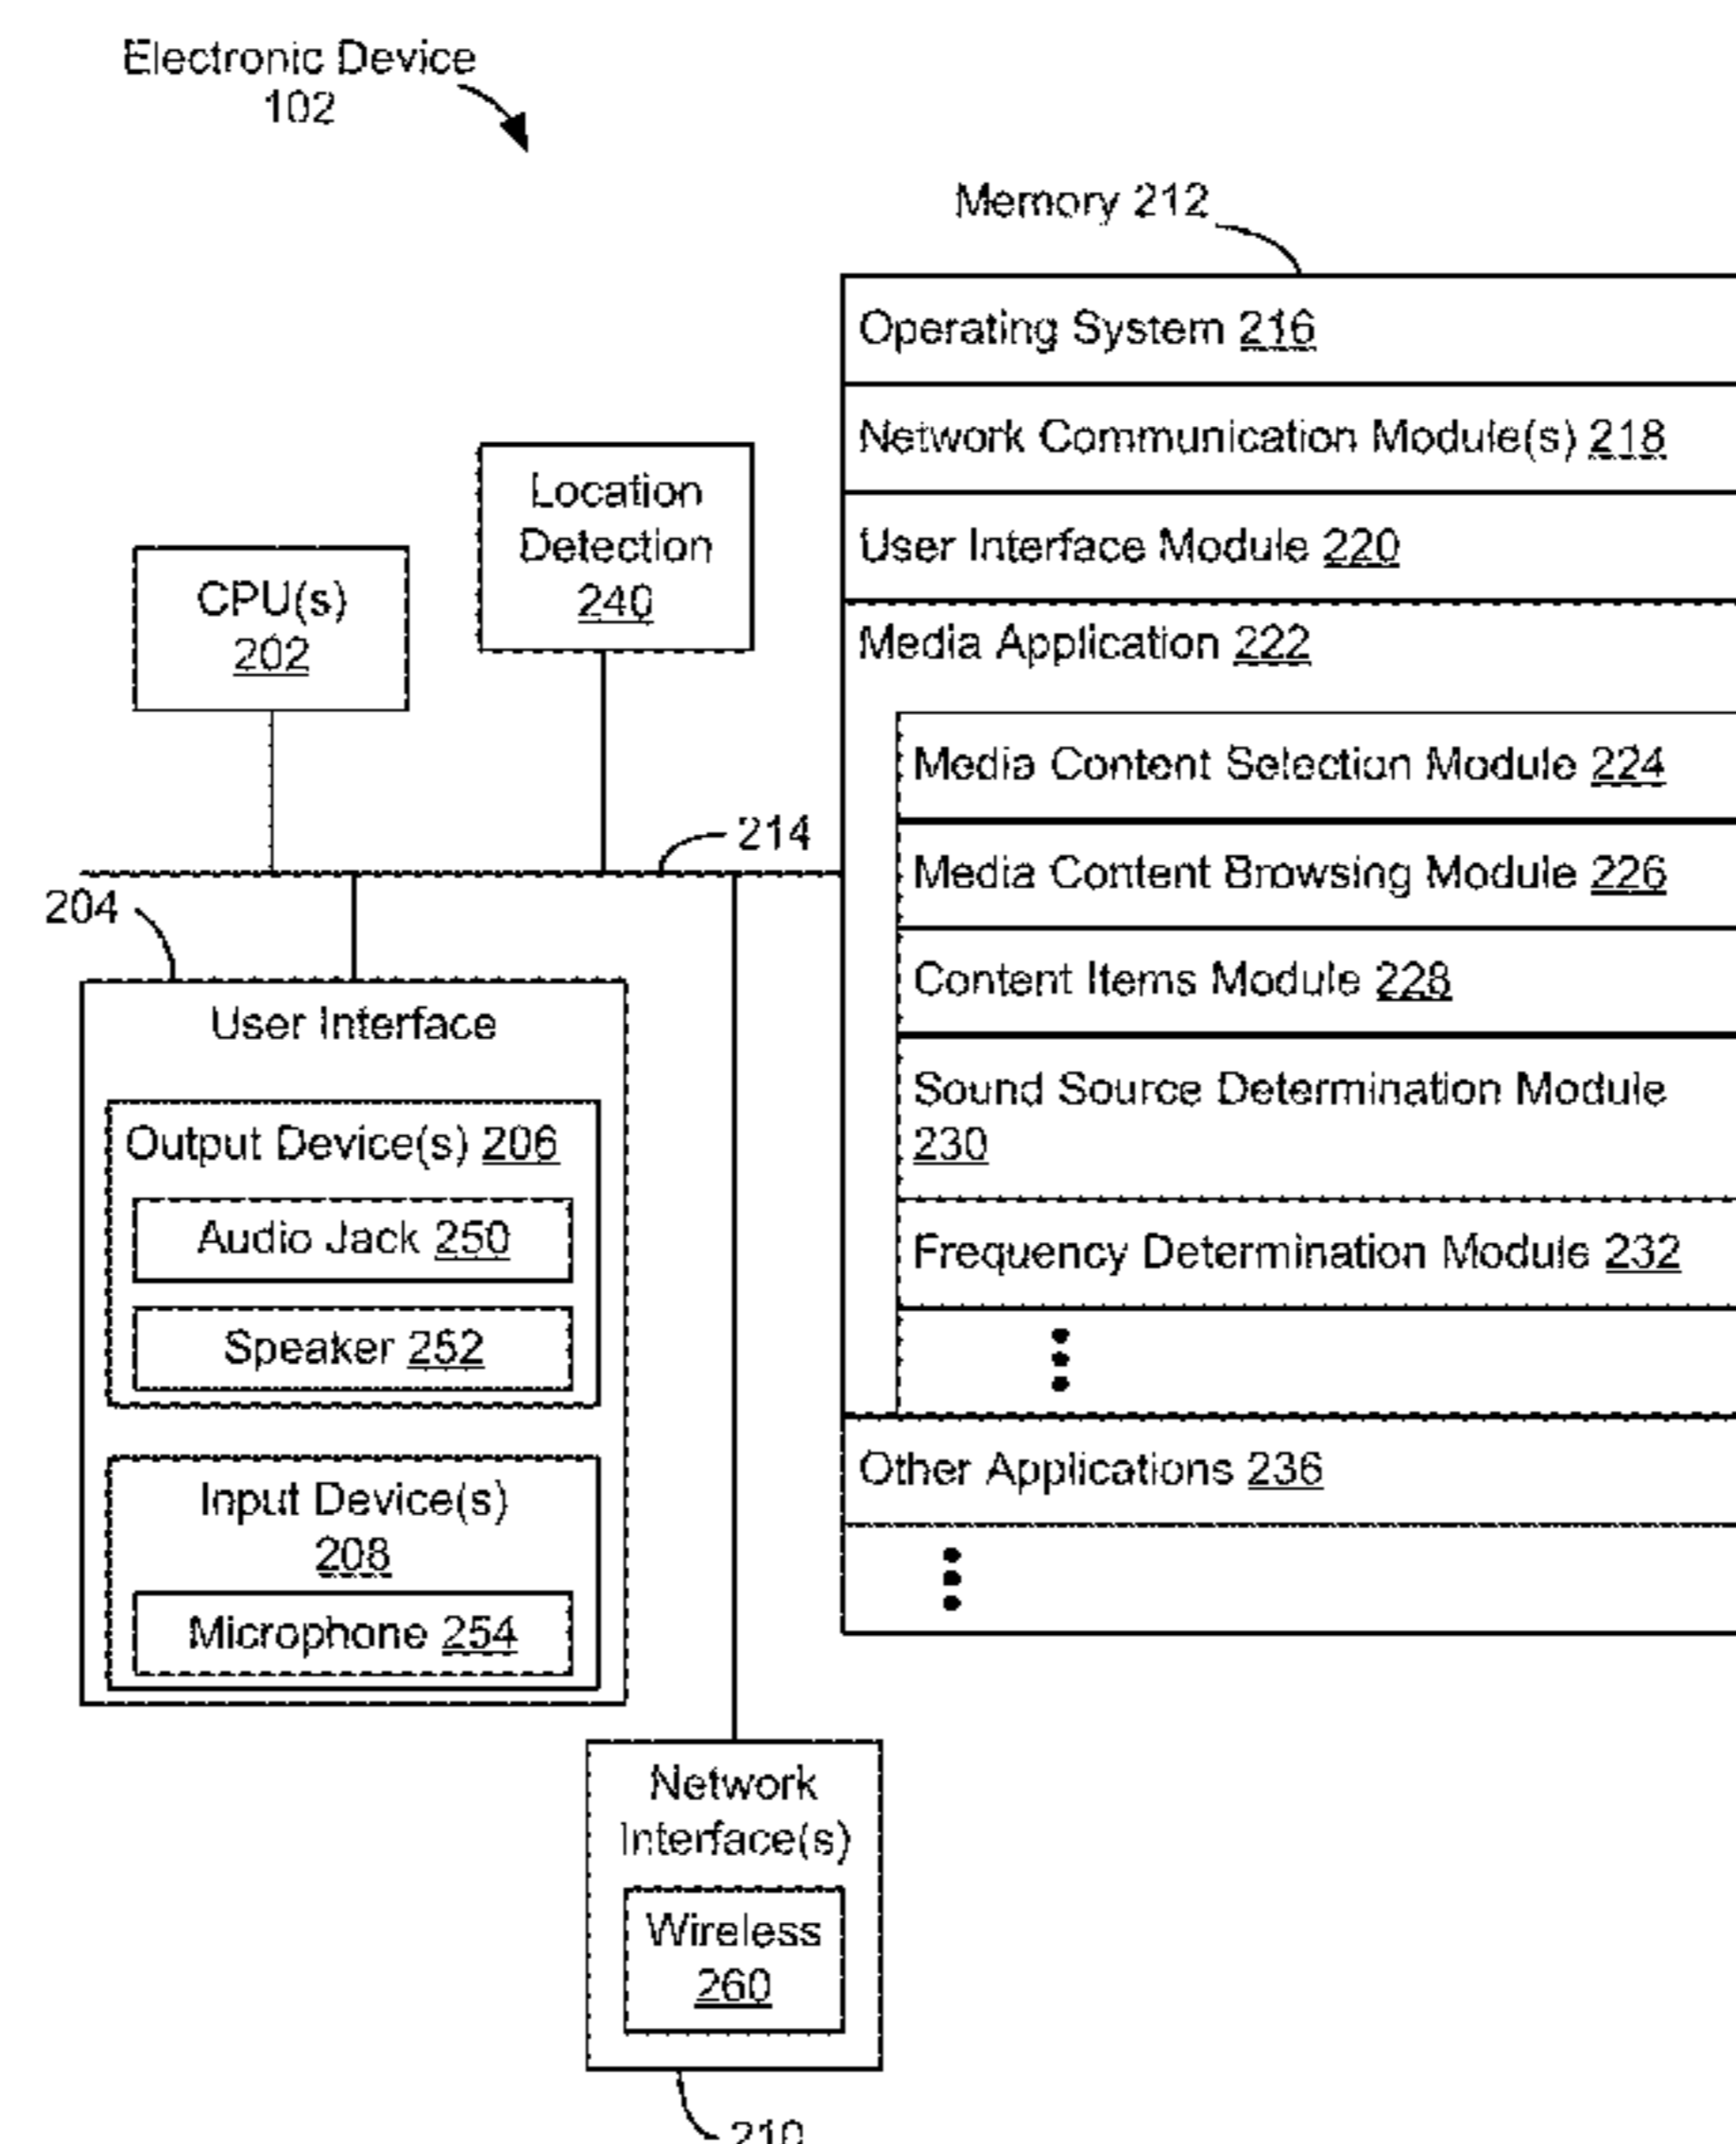 Electronic Device
102
Memory 212
Operating System 216
Network Communication Module(s) 218
User Interface Module 220
Media Application 222
Media Content Selection Module 224
Media Content Browsing Module 226
Content Items Module 228
Sound Source Determination Module
230
Frequency Determination Module 232
Other Applications 236
Location
Detection
240
CPU(s)
202
214
204
User Interface
Output Device(s) 206
Audio Jack 250
Speaker 252
Input Device(s)
208
Microphone 254
Network
Interface(s)
Wireless
260
210